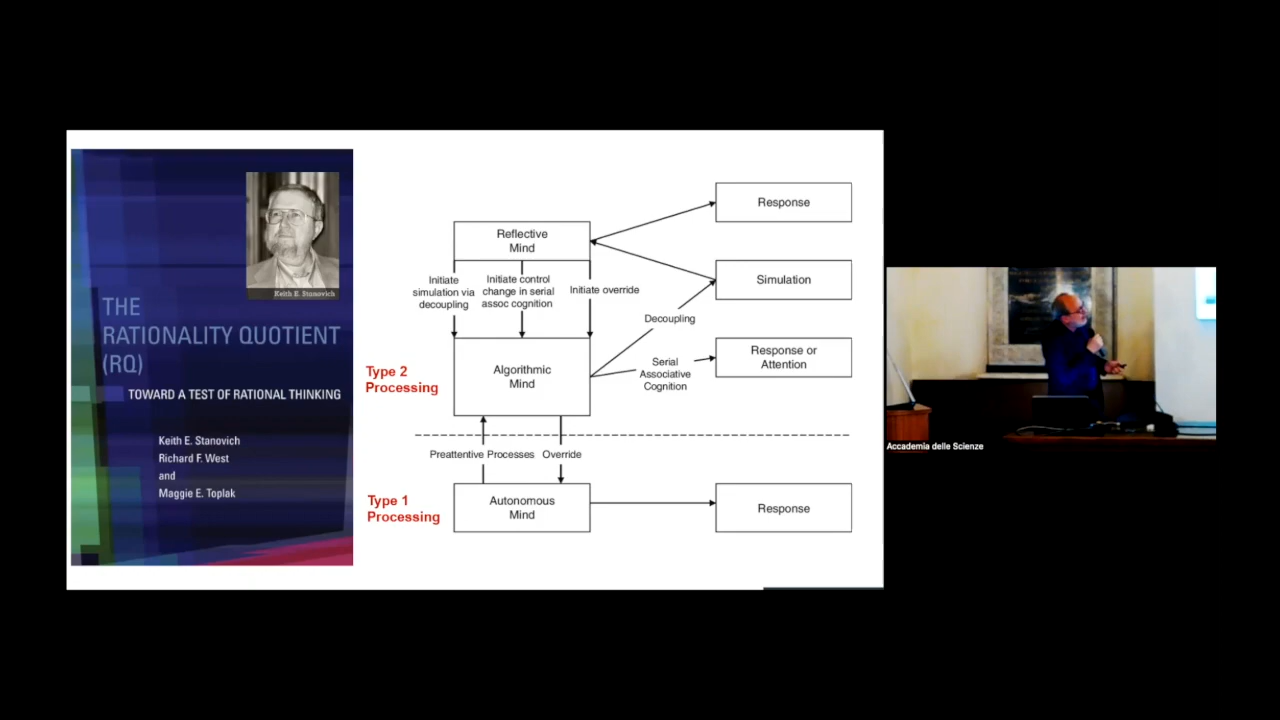 Keith E. Stanovich
THE
RATIONALITY QUOTIENT
(RQ)
TOWARD A TEST OF RATIONAL THINKING
Keith E. Stanovich
Richard F. West
and
Maggie E. Toplak
Response
Reflective
Mind
Initiate
simulation via
decoupling
Initiate control
change in serial
assoc cognition
Initiate override
Simulation
Decoupling
Type 2
Processing
Algorithmic
Mind
Serial
Associative
Cognition
Response or
Attention
Preattentive Processes
Override
Type 1
Processing
Autonomous
Mind
Response
Accademia delle Scienze